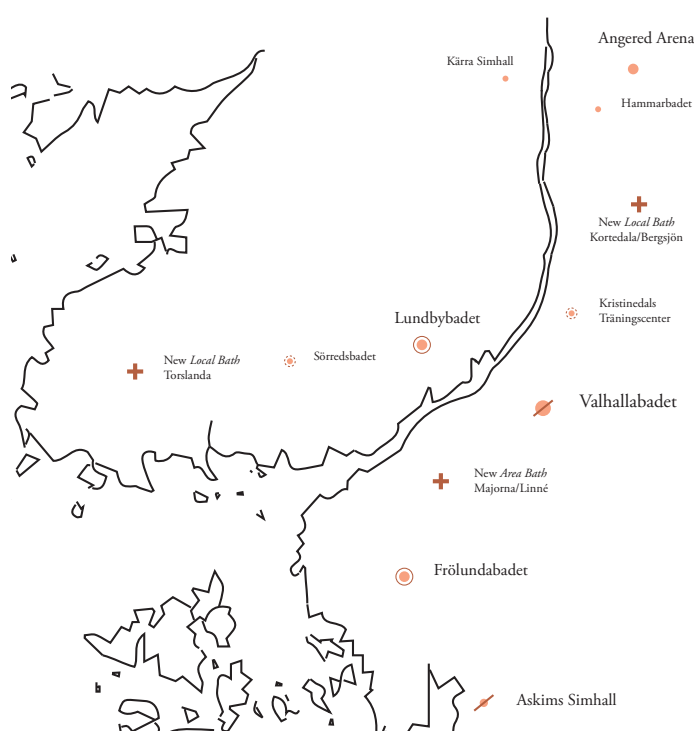 Angered Arena
Kärra Simhall
Hammarbadet
New Local Bath
Kortedala/Bergsjön
Kristinedals
Träningscenter
Lundbybadet
Sörredsbadet
New Local Bath
Torslanda
Valhallabadet
New Area Bath
Majorna/Linné
Frölundabadet
Askims Simhall